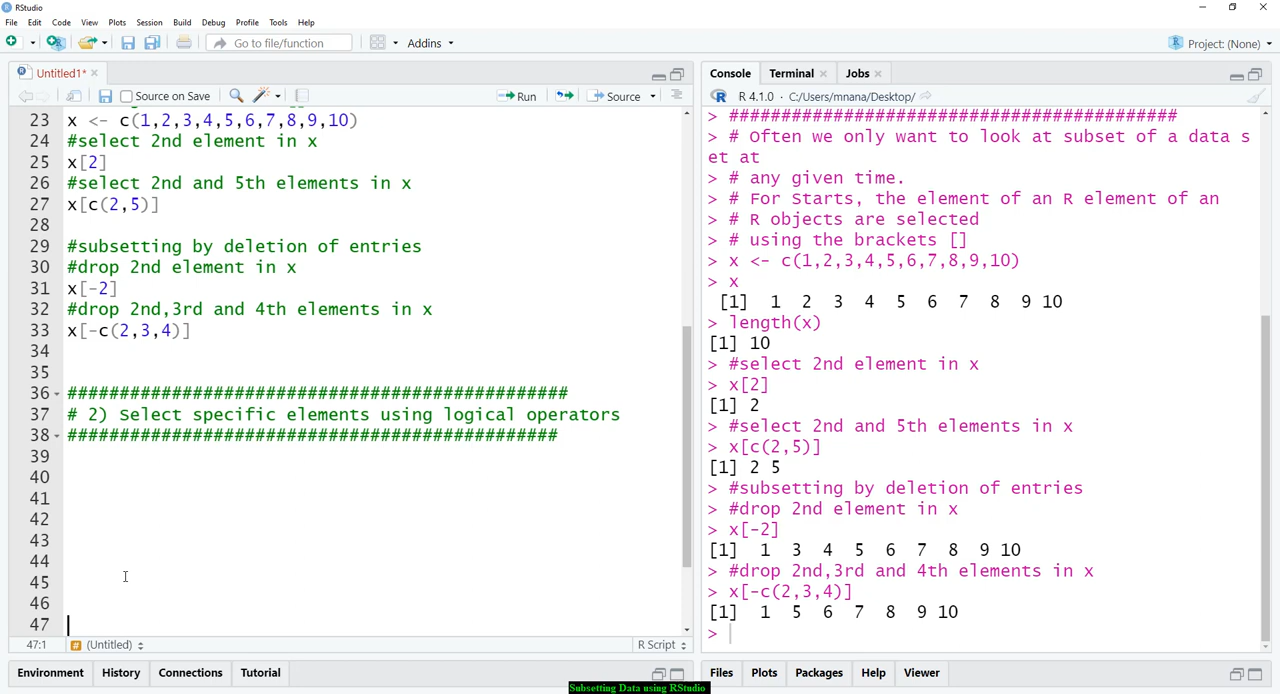 RStudio
File Edit Code View Plots Session Build Debug Profile Tools Help
Go to file/function
Addins
Project: (None)
Untitled1*
Source on Save
Run
Source
23 x <- c(1,2,3,4,5,6,7,8,9,10)
24 #select 2nd element in x
25 x[2]
26 #select 2nd and 5th elements in x
27 x[c(2,5)]
28
29 #subsetting by deletion of entries
30 #drop 2nd element in x
31 x[-2]
32 #drop 2nd,3rd and 4th elements in x
33 x[-c(2,3,4)]
34
35
36 ################################################
37 # 2) Select specific elements using logical operators
38 ###############################################
39
40
41
42
43
44
45
46
47
47:1 (Untitled) R Script
Environment History Connections Tutorial
Console Terminal Jobs
R 4.1.0 · C:/Users/mnana/Desktop/
> ###########################################
> # Often we only want to look at subset of a data s
et at
> # any given time.
> # For Starts, the element of an R element of an
> # R objects are selected
> # using the brackets []
> x <- c(1,2,3,4,5,6,7,8,9,10)
> x
[1] 1 2 3 4 5 6 7 8 9 10
> length(x)
[1] 10
> #select 2nd element in x
> x[2]
[1] 2
> #select 2nd and 5th elements in x
> x[c(2,5)]
[1] 2 5
> #subsetting by deletion of entries
> #drop 2nd element in x
> x[-2]
[1] 1 3 4 5 6 7 8 9 10
> #drop 2nd,3rd and 4th elements in x
> x[-c(2,3,4)]
[1] 1 5 6 7 8 9 10
>
Files Plots Packages Help Viewer
Subsetting Data using RStudio